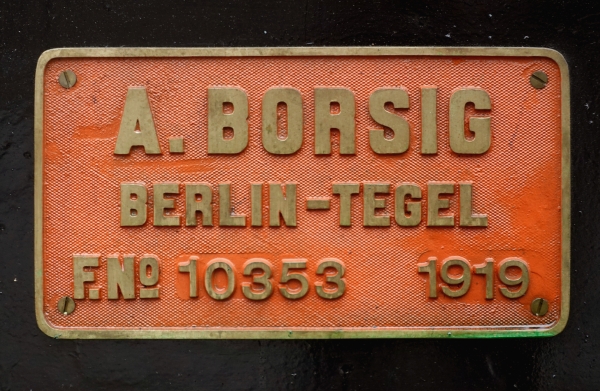 A. BORSIG
BERLIN-TEGEL
F. Nº 10353 1919